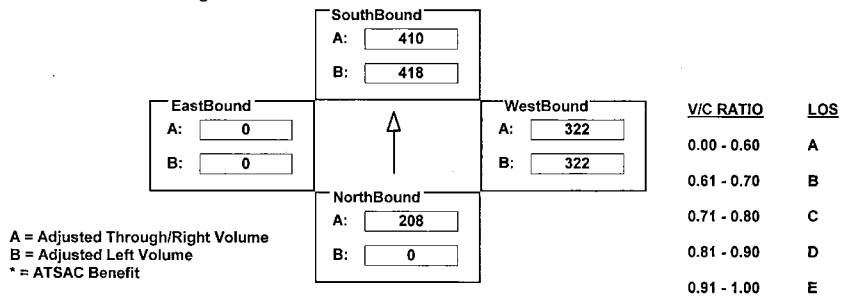 SouthBound
A: 410
B: 418
EastBound
A: 0
B: 0
WestBound
A: 322
B: 322
NorthBound
A: 208
B: 0
A = Adjusted Through/Right Volume
B = Adjusted Left Volume
* = ATSAC Benefit
V/C RATIO LOS
0.00 - 0.60 A
0.61 - 0.70 B
0.71 - 0.80 C
0.81 - 0.90 D
0.91 - 1.00 E